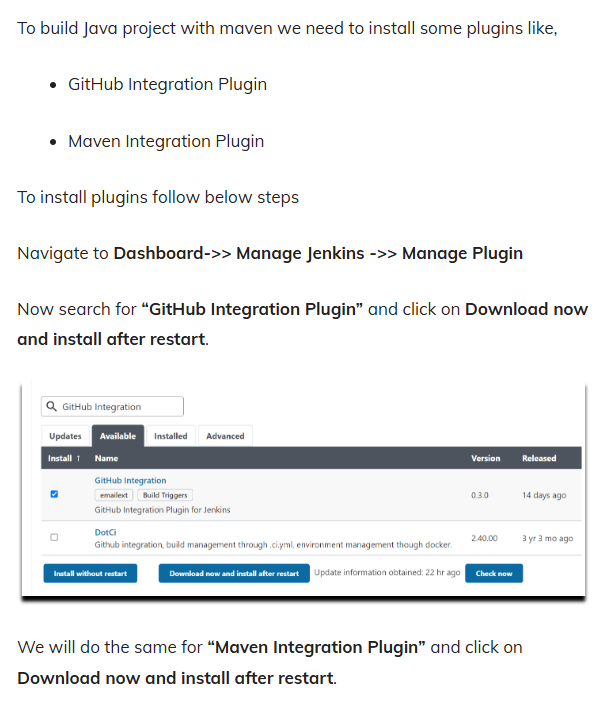 To build Java project with maven we need to install some plugins like,
• GitHub Integration Plugin
• Maven Integration Plugin
To install plugins follow below steps
Navigate to Dashboard->> Manage Jenkins ->> Manage Plugin
Now search for “GitHub Integration Plugin” and click on Download now
and install after restart.
GitHub Integration
Updates Available Installed Advanced
Install ↑ Name Version Released
GitHub Integration
emailext Build Triggers
0.3.0 14 days ago
GitHub Integration Plugin for Jenkins
DotCi
2.40.00 3 yr 3 mo ago
Github integration, build management through .ci.yml, environment management though docker.
Install without restart Download now and install after restart Update information obtained: 22 hr ago Check now
We will do the same for “Maven Integration Plugin” and click on
Download now and install after restart.